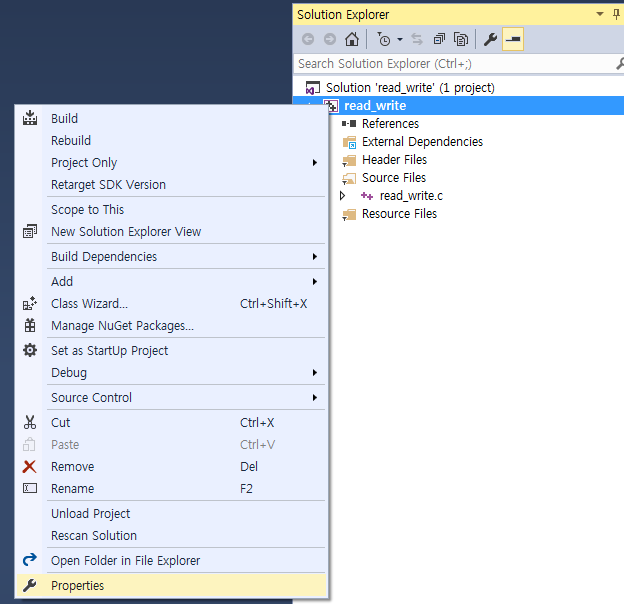 Solution Explorer
Search Solution Explorer (Ctrl+;)
Solution 'read_write' (1 project)
read_write
References
External Dependencies
Header Files
Source Files
read_write.c
Resource Files
Build
Rebuild
Project Only
Retarget SDK Version
Scope to This
New Solution Explorer View
Build Dependencies
Add
Class Wizard... Ctrl+Shift+X
Manage NuGet Packages...
Set as StartUp Project
Debug
Source Control
Cut Ctrl+X
Paste Ctrl+V
Remove Del
Rename F2
Unload Project
Rescan Solution
Open Folder in File Explorer
Properties